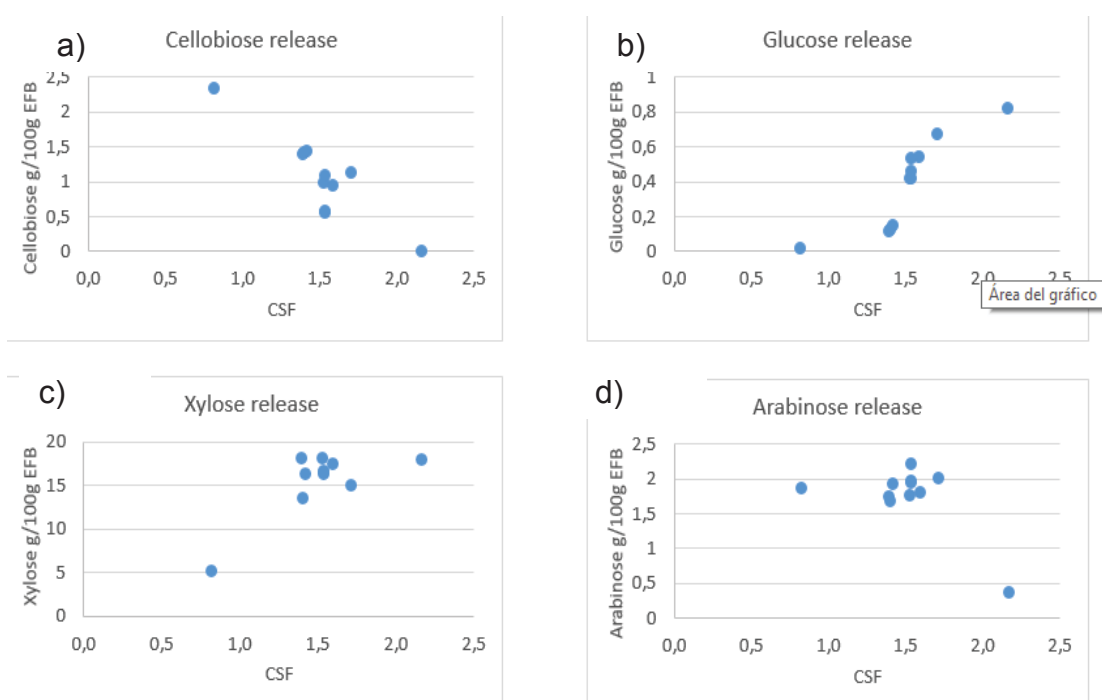 a)
Cellobiose release
Cellobiose g/100g EFB
2,5
2
1,5
1
0,5
0
0,0 0,5 1,0 1,5 2,0 2,5
CSF
b)
Glucose release
Glucose g/100g EFB
1
0,8
0,6
0,4
0,2
0
0,0 0,5 1,0 1,5 2,0 2,5
CSF
Área del gráfico
c)
Xylose release
Xylose g/100g EFB
20
15
10
5
0
0,0 0,5 1,0 1,5 2,0 2,5
CSF
d)
Arabinose release
Arabinose g/100g EFB
2,5
2
1,5
1
0,5
0
0,0 0,5 1,0 1,5 2,0 2,5
CSF